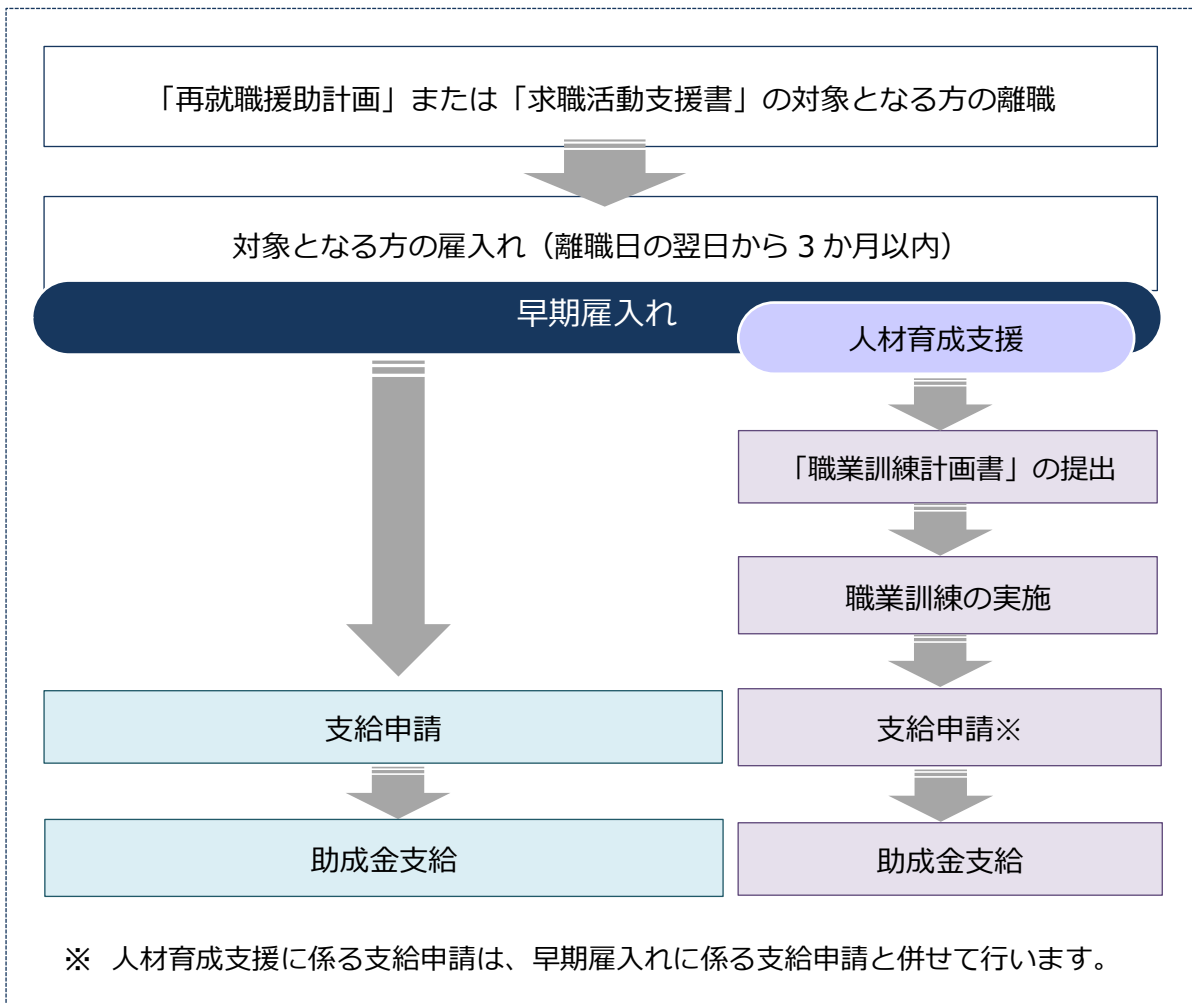 「再就職援助計画」または「求職活動支援書」の対象となる方の離職
対象となる方の雇入れ（離職日の翌日から３か月以内）
早期雇入れ
人材育成支援
「職業訓練計画書」の提出
職業訓練の実施
支給申請
支給申請※
助成金支給
助成金支給
※ 人材育成支援に係る支給申請は、早期雇入れに係る支給申請と併せて行います。